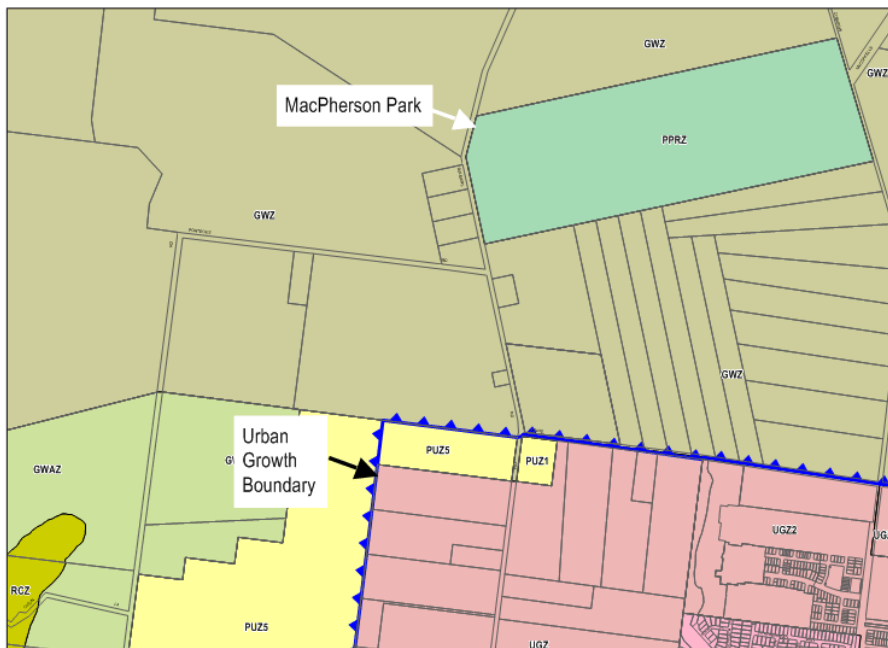 GWZ
GWZ
MacPherson Park
PPRZ
GWZ
GWZ
Urban
Growth
Boundary
PUZ5
PUZ1
GWAZ
UGZ2
RCZ
PUZ5
UGZ